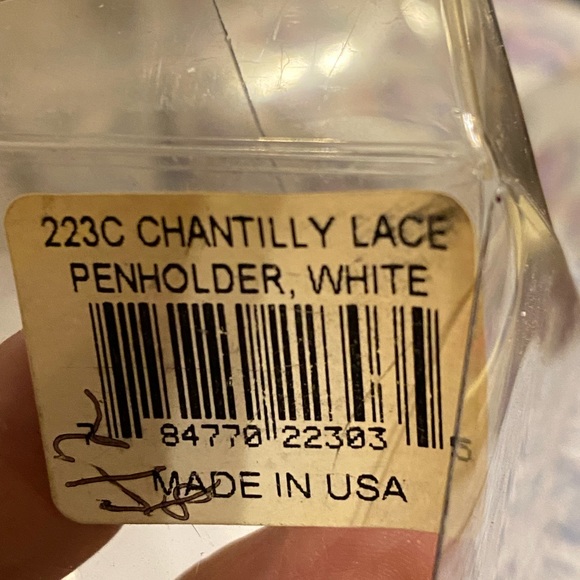 223C CHANTILLY LACE
PENHOLDER, WHITE
7 84770 22303 5
MADE IN USA